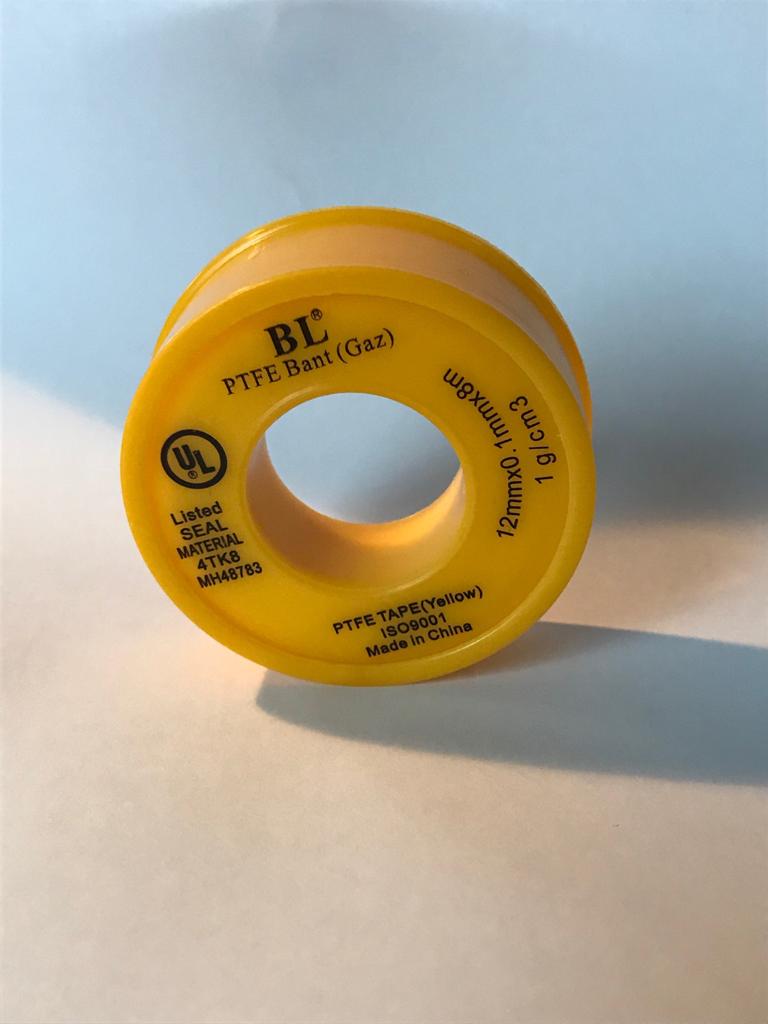 BL®
PTFE Bant (Gaz)
12mmx0.1mmx8m
1 g/cm3
UL®
Listed
SEAL
MATERIAL
4TK8
MH48783
PTFE TAPE(Yellow)
ISO9001
Made in China